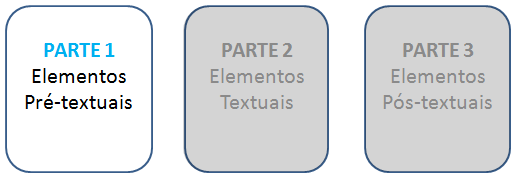 PARTE 1
Elementos
Pré-textuais
PARTE 2
Elementos
Textuais
PARTE 3
Elementos
Pós-textuais